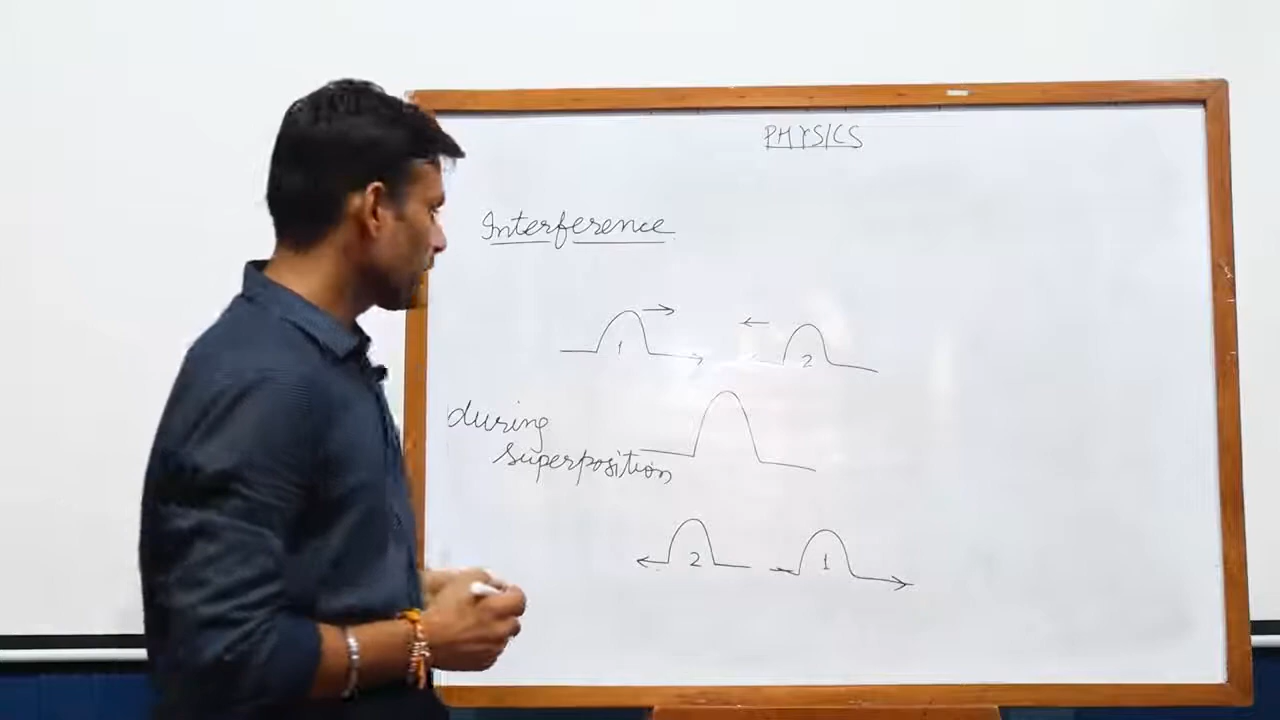 PHYSICS
Interference
1 2
during
superposition
2 1